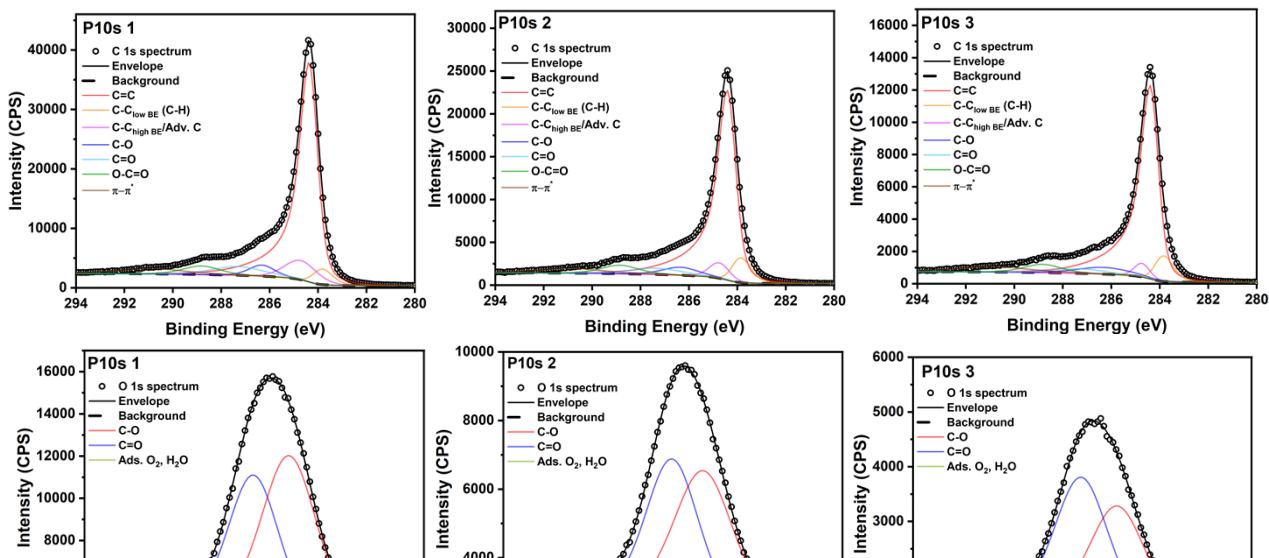 P10s 1
C 1s spectrum
Envelope
Background
C=C
C-Clow BE (C-H)
C-Chigh BE/Adv. C
C-O
C=O
O-C=O
π–π*
Intensity (CPS)
40000
30000
20000
10000
0
294 292 290 288 286 284 282 280
Binding Energy (eV)
P10s 2
C 1s spectrum
Envelope
Background
C=C
C-Clow BE (C-H)
C-Chigh BE/Adv. C
C-O
C=O
O-C=O
π–π*
Intensity (CPS)
30000
25000
20000
15000
10000
5000
0
294 292 290 288 286 284 282 280
Binding Energy (eV)
P10s 3
C 1s spectrum
Envelope
Background
C=C
C-Clow BE (C-H)
C-Chigh BE/Adv. C
C-O
C=O
O-C=O
π–π*
Intensity (CPS)
16000
14000
12000
10000
8000
6000
4000
2000
0
294 292 290 288 286 284 282 280
Binding Energy (eV)
P10s 1
O 1s spectrum
Envelope
Background
C-O
C=O
Ads. O2, H2O
Intensity (CPS)
16000
14000
12000
10000
8000
P10s 2
O 1s spectrum
Envelope
Background
C-O
C=O
Ads. O2, H2O
Intensity (CPS)
10000
8000
6000
4000
P10s 3
O 1s spectrum
Envelope
Background
C-O
C=O
Ads. O2, H2O
Intensity (CPS)
6000
5000
4000
3000